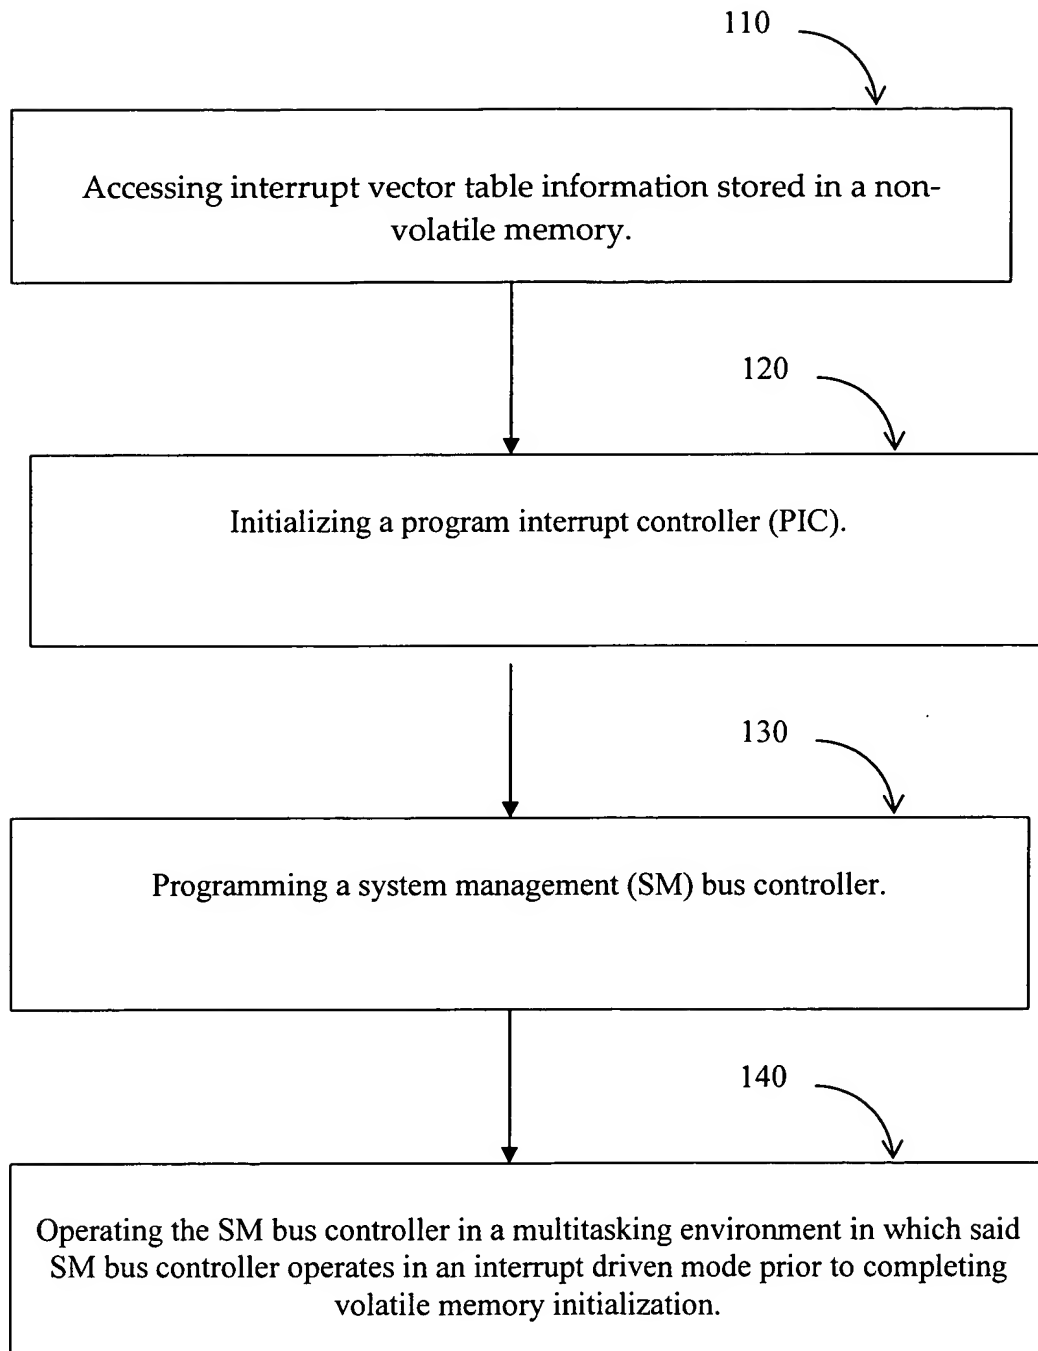 110
Accessing interrupt vector table information stored in a non-
volatile memory.
120
Initializing a program interrupt controller (PIC).
130
Programming a system management (SM) bus controller.
140
Operating the SM bus controller in a multitasking environment in which said
SM bus controller operates in an interrupt driven mode prior to completing
volatile memory initialization.